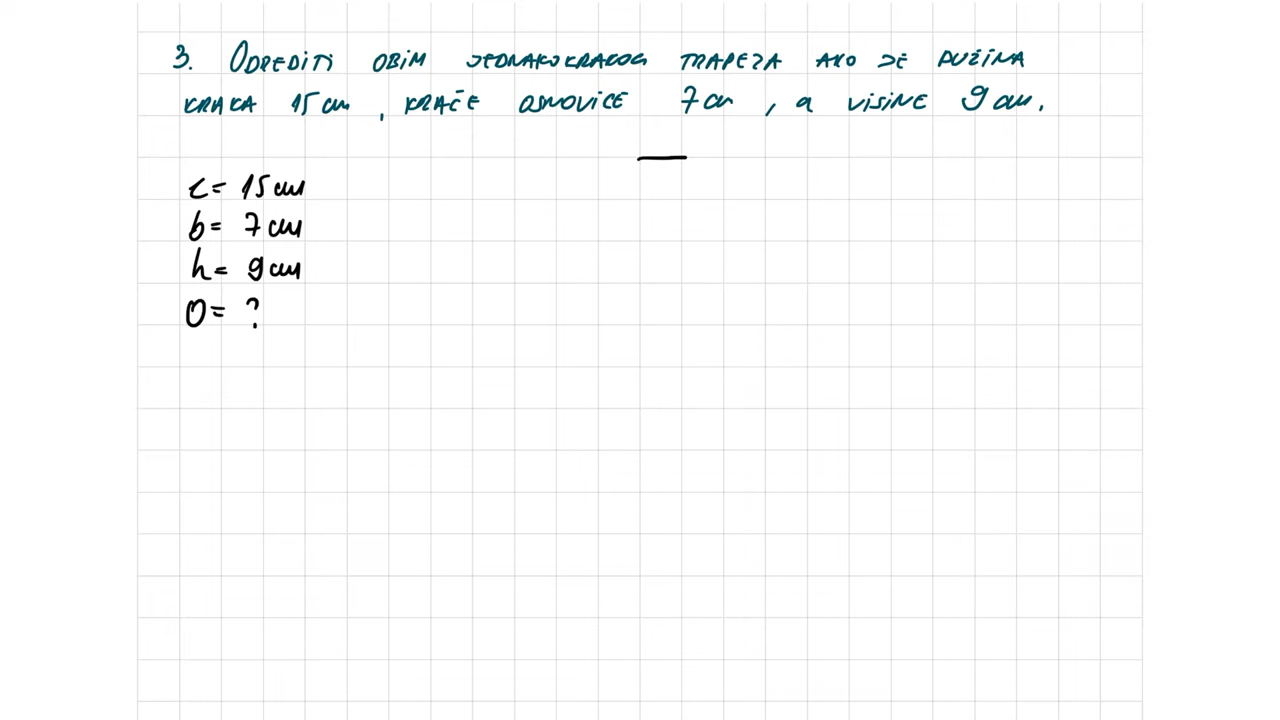 3. ODREDITI OBIM JEDNAKOKRAKOG TRAPEZA AKO JE DUŽINA
KRAKA 15 cm, KRAĆE OSNOVICE 7 cm, a VISINE 9 cm.
c = 15 cm
b = 7 cm
h = 9 cm
O = ?